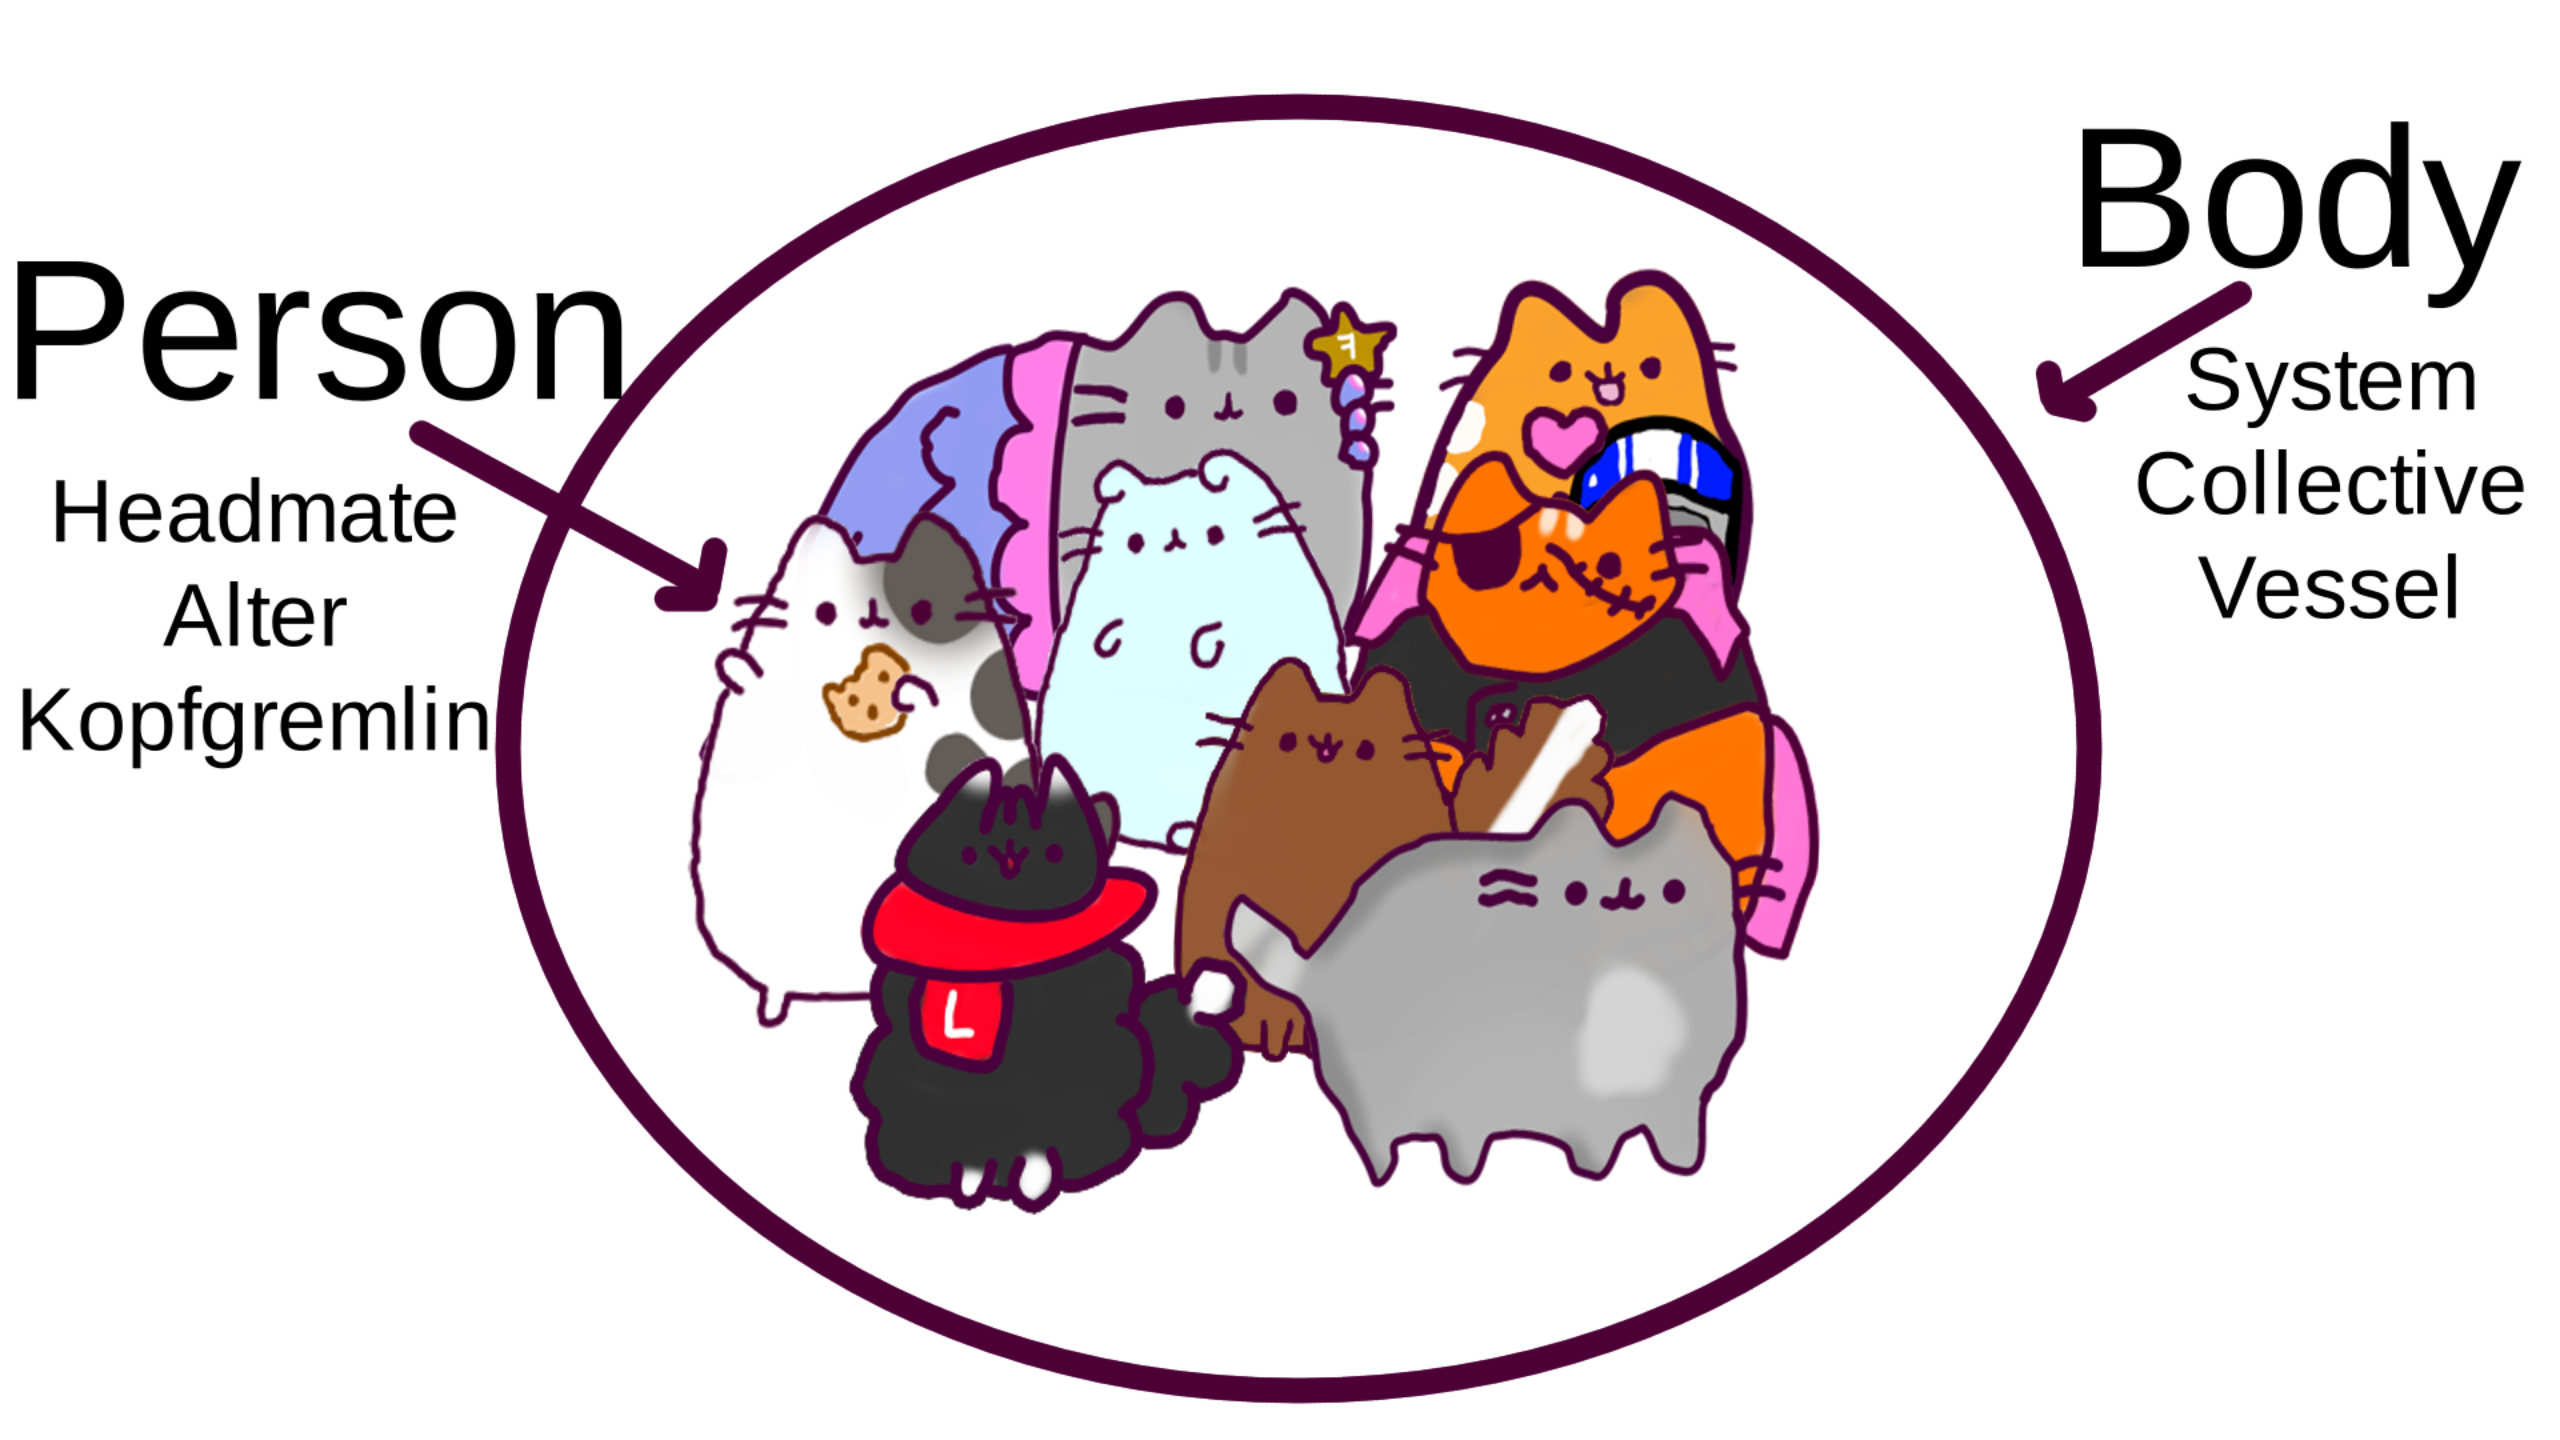 Person
Headmate
Alter
Kopfgremlin
Body
System
Collective
Vessel
L